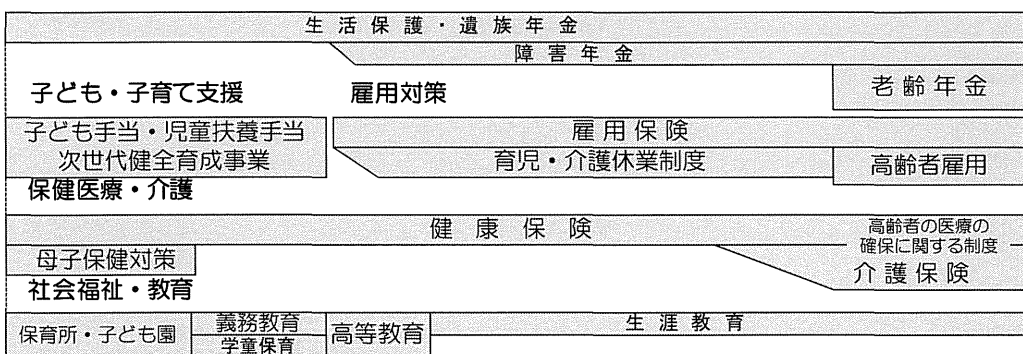 生活保護・遺族年金
障害年金
子ども・子育て支援
雇用対策
老齢年金
子ども手当・児童扶養手当
次世代健全育成事業
雇用保険
育児・介護休業制度
高齢者雇用
保健医療・介護
健康保険
高齢者の医療の
確保に関する制度
母子保健対策
介護保険
社会福祉・教育
保育所・子ども園
義務教育
学童保育
高等教育
生涯教育